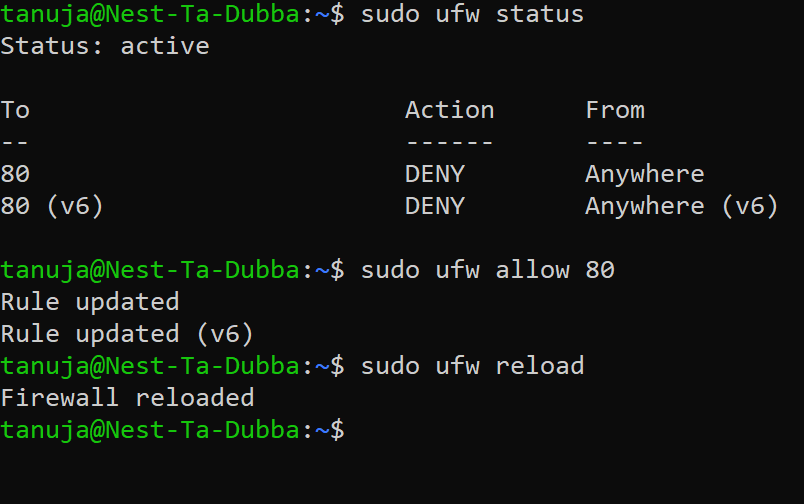 tanuja@Nest-Ta-Dubba:~$ sudo ufw status
Status: active
To                         Action      From
--                         ------      ----
80                         DENY        Anywhere
80 (v6)                    DENY        Anywhere (v6)
tanuja@Nest-Ta-Dubba:~$ sudo ufw allow 80
Rule updated
Rule updated (v6)
tanuja@Nest-Ta-Dubba:~$ sudo ufw reload
Firewall reloaded
tanuja@Nest-Ta-Dubba:~$